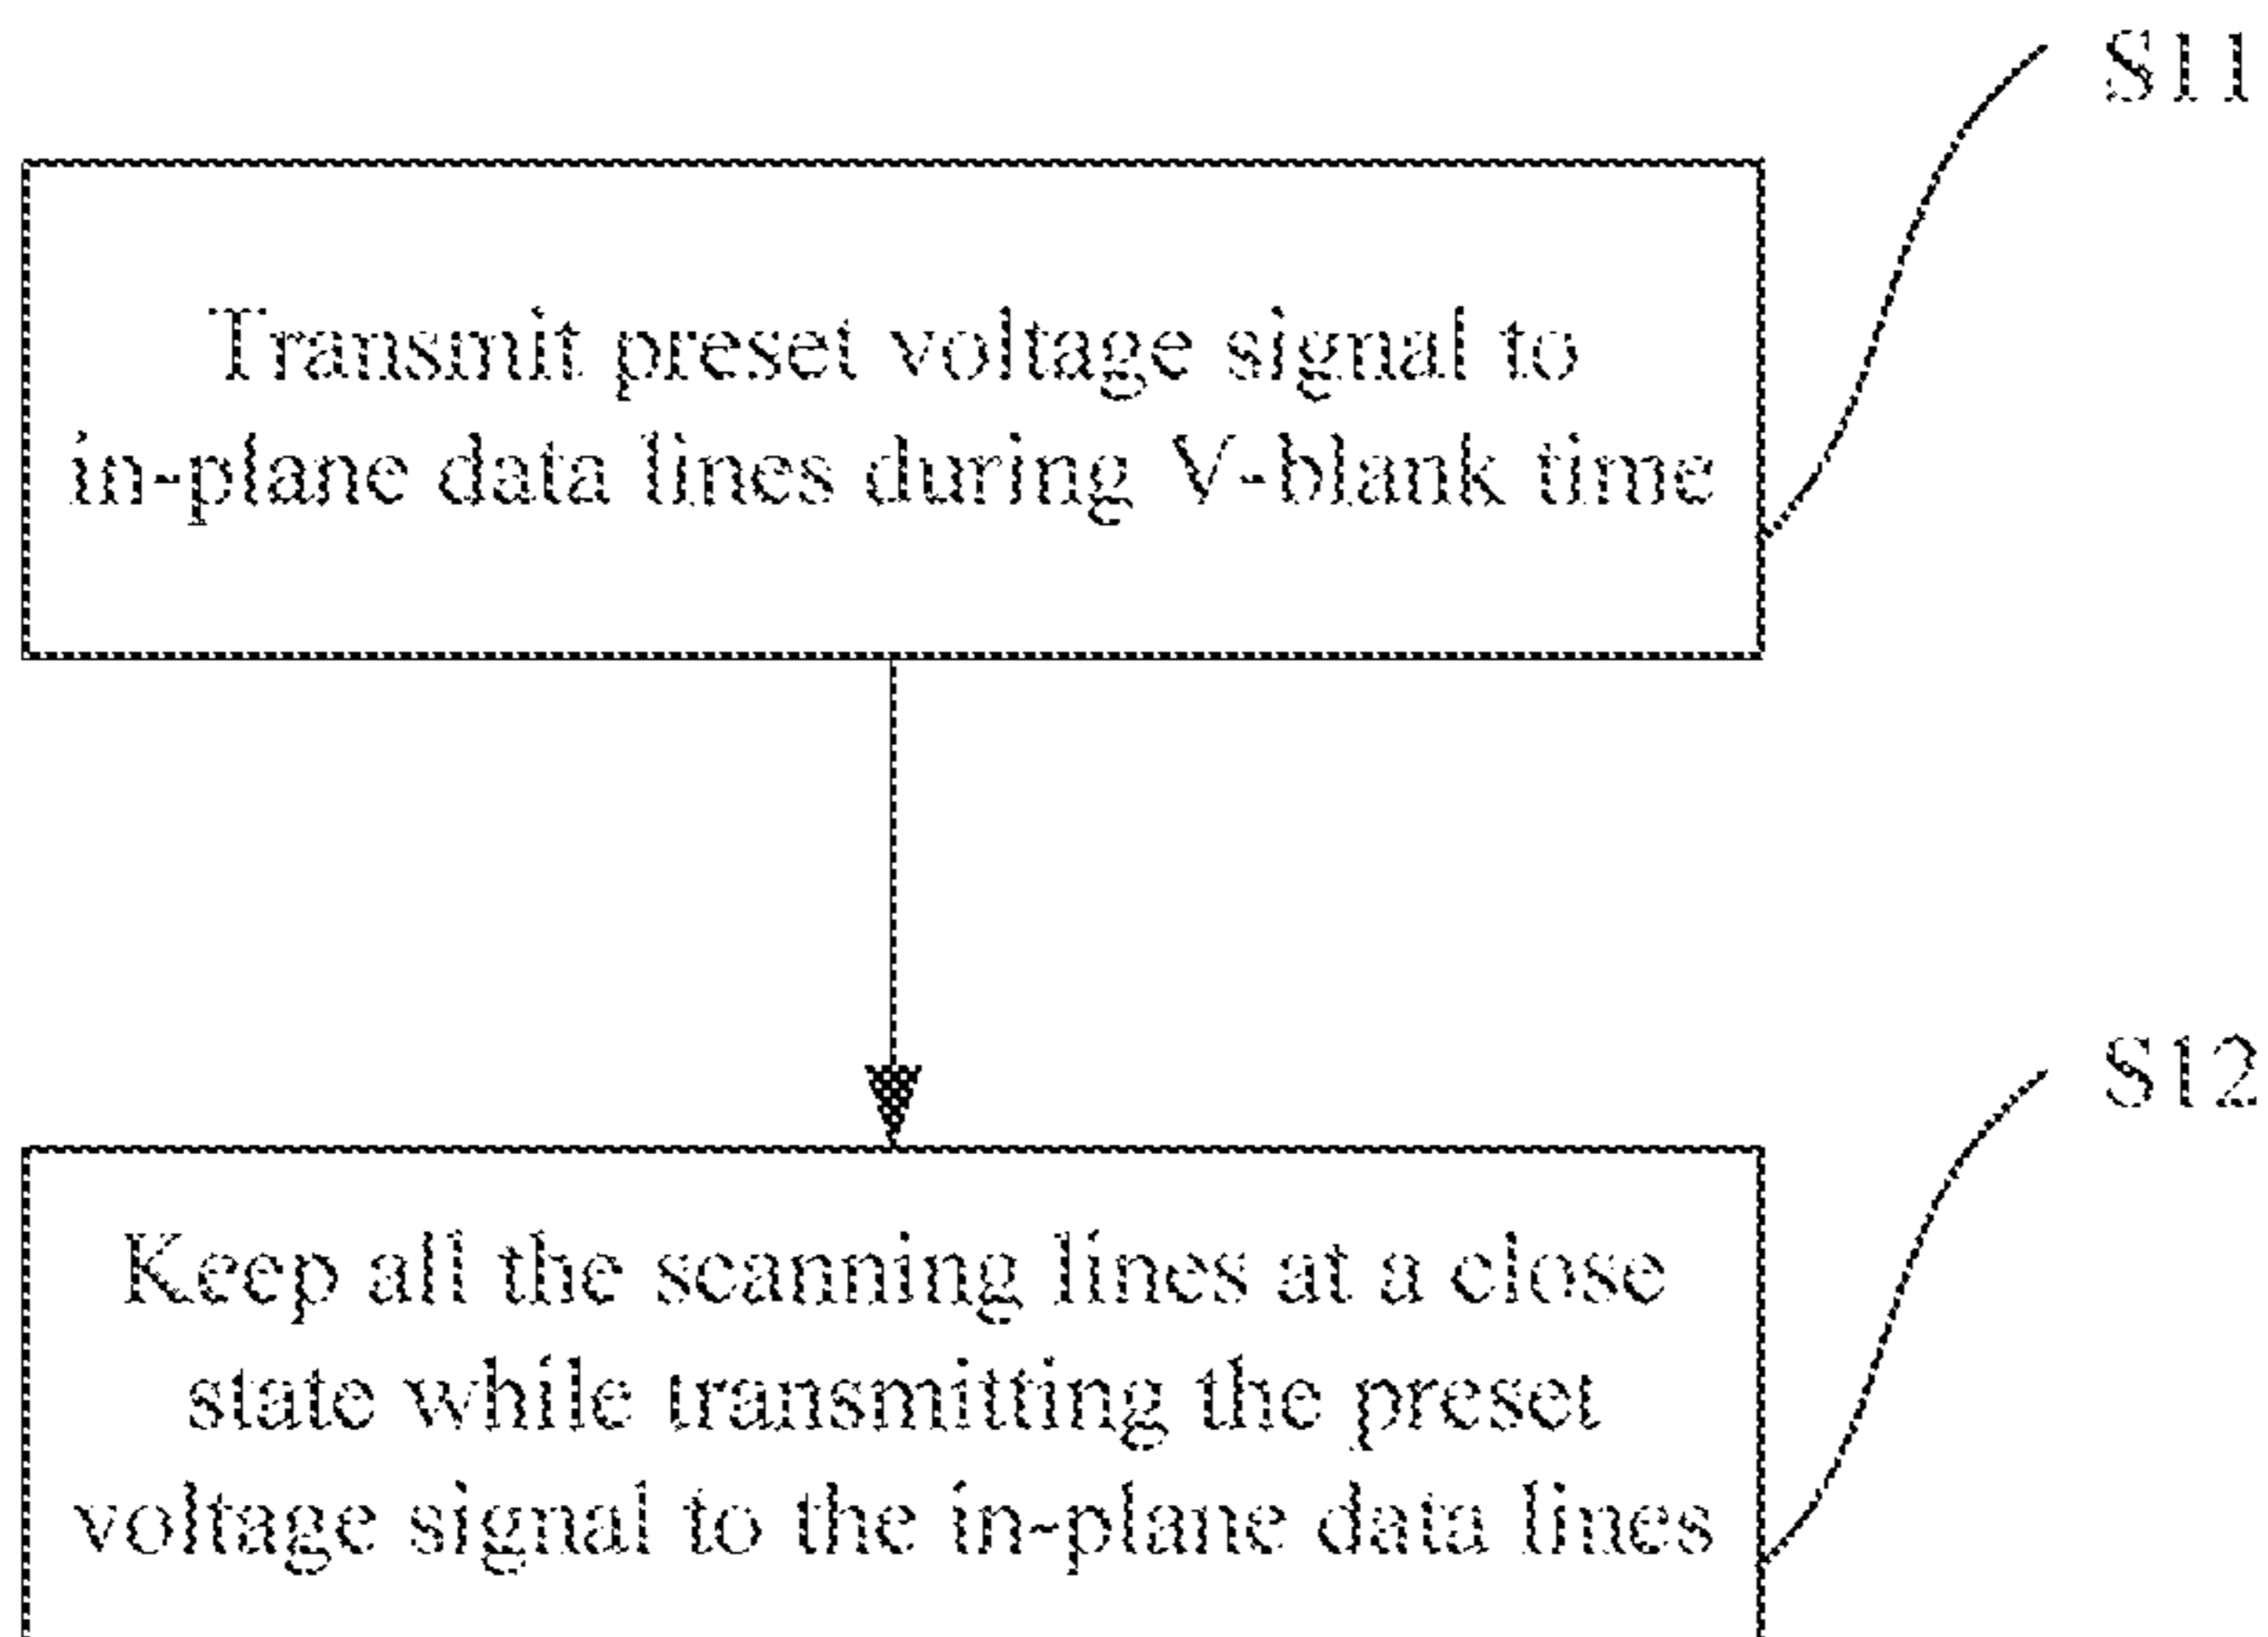 S11
Transmit preset voltage signal to
in-plane data lines during V-blank time
S12
Keep all the scanning lines at a close
state while transmitting the preset
voltage signal to the in-plane data lines